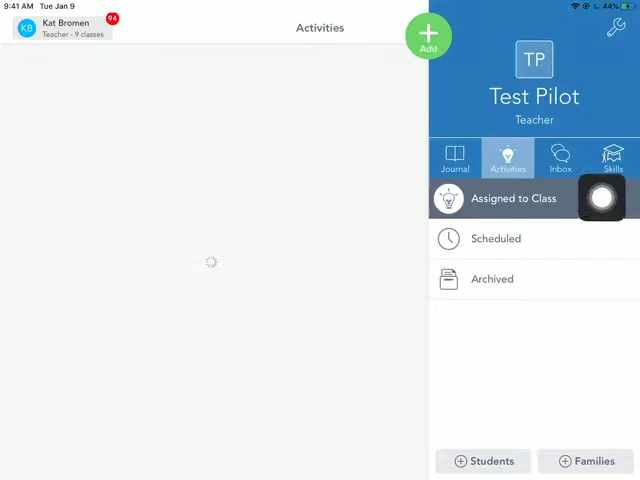 9:41 AM Tue Jan 9
44%
KB
Kat Bromen
Teacher - 9 classes
94
Activities
Add
TP
Test Pilot
Teacher
Journal
Activities
Inbox
Skills
Assigned to Class
Scheduled
Archived
Students
Families